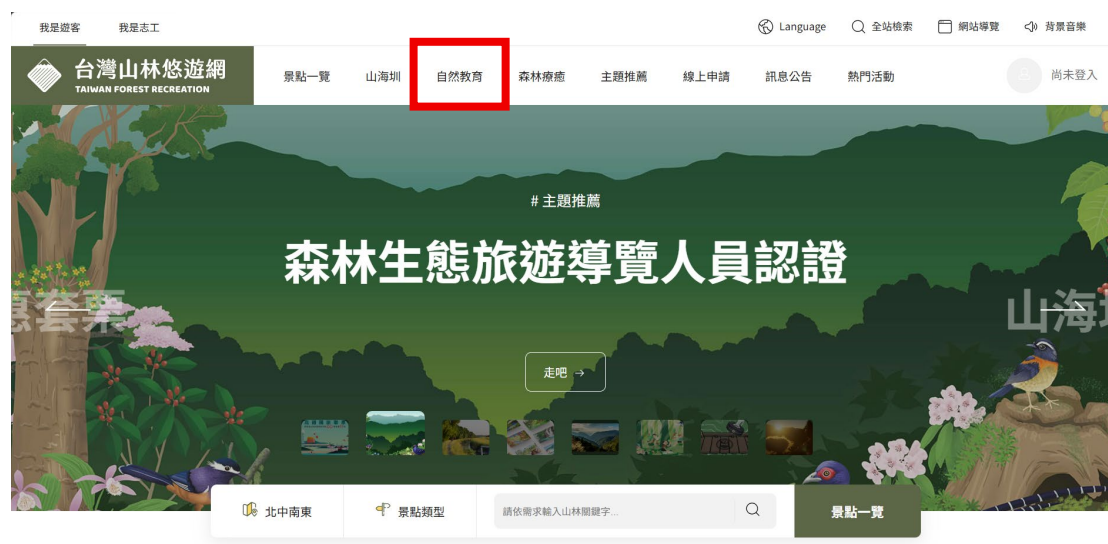 我是遊客 我是志工 Language 全站檢索 網站導覽 背景音樂
台灣山林悠遊網
TAIWAN FOREST RECREATION
景點一覽 山海圳 自然教育 森林療癒 主題推薦 線上申請 訊息公告 熱門活動 尚未登入
# 主題推薦
森林生態旅遊導覽人員認證
惠套票 山海圳
走吧 →
北中南東 景點類型 請依需求輸入山林關鍵字... 景點一覽